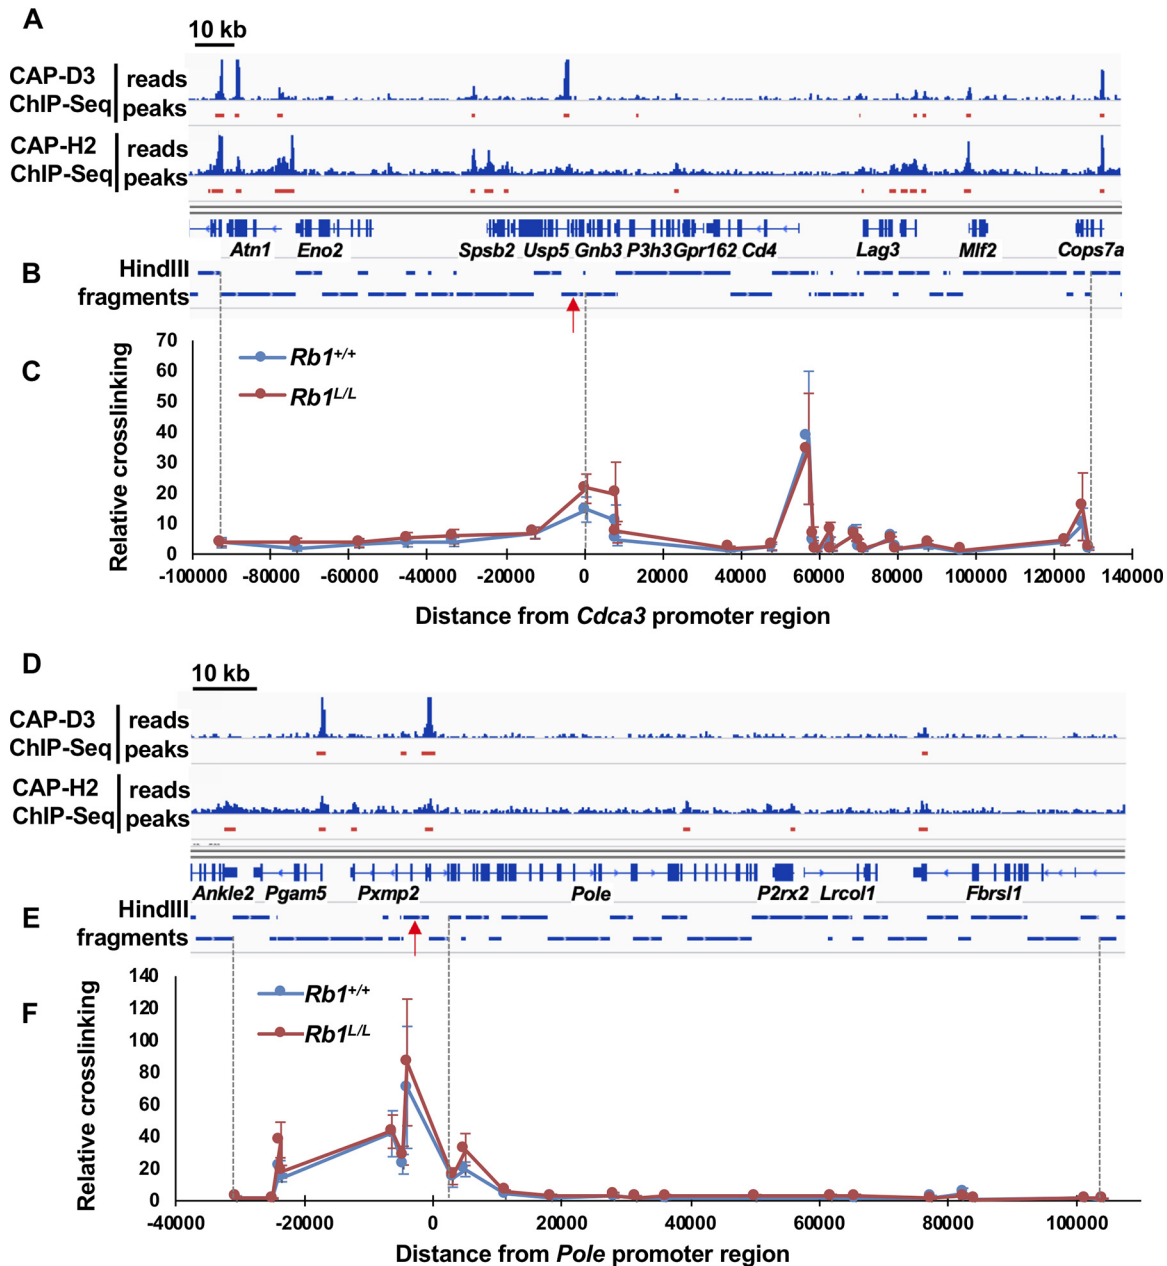 A
10 kb
CAP-D3 reads
ChIP-Seq peaks
CAP-H2 reads
ChIP-Seq peaks
Atn1 Eno2 Spsb2 Usp5 Gnb3 P3h3 Gpr162 Cd4 Lag3 Mlf2 Cops7a
B HindIII
fragments
C
Relative crosslinking
70
60
50
40
30
20
10
0
Rb1+/+
Rb1L/L
-100000 -80000 -60000 -40000 -20000 0 20000 40000 60000 80000 100000 120000 140000
Distance from Cdca3 promoter region
D
10 kb
CAP-D3 reads
ChIP-Seq peaks
CAP-H2 reads
ChIP-Seq peaks
Ankle2 Pgam5 Pxmp2 Pole P2rx2 Lrcol1 Fbrsl1
E HindIII
fragments
F
Relative crosslinking
140
120
100
80
60
40
20
0
Rb1+/+
Rb1L/L
-40000 -20000 0 20000 40000 60000 80000 100000
Distance from Pole promoter region